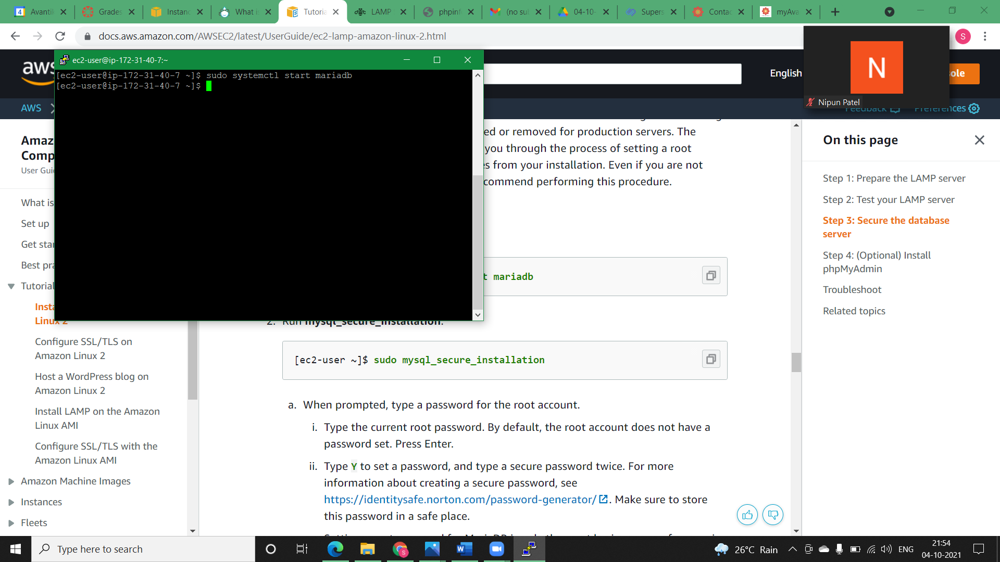 Avanti
Grades
Instanc
What is
Tutoria
LAMP
phpinf
(no sul
04-10-
Supers
Contac
myAva
docs.aws.amazon.com/AWSEC2/latest/UserGuide/ec2-lamp-amazon-linux-2.html
S
ec2-user@ip-172-31-40-7:~
[ec2-user@ip-172-31-40-7 ~]$ sudo systemctl start mariadb
[ec2-user@ip-172-31-40-7 ~]$
aws
English
ole
N
Nipun Patel
AWS
Feedback
Preferences
Amaz
Comp
User Gui
What is
Set up
Get star
Best pra
Tutorial
Insta
Linux 2
Configure SSL/TLS on
Amazon Linux 2
Host a WordPress blog on
Amazon Linux 2
Install LAMP on the Amazon
Linux AMI
Configure SSL/TLS with the
Amazon Linux AMI
Amazon Machine Images
Instances
Fleets
ed or removed for production servers. The
you through the process of setting a root
s from your installation. Even if you are not
commend performing this procedure.
t mariadb
2. Run mysql_secure_installation.
[ec2-user ~]$ sudo mysql_secure_installation
a. When prompted, type a password for the root account.
i. Type the current root password. By default, the root account does not have a
password set. Press Enter.
ii. Type Y to set a password, and type a secure password twice. For more
information about creating a secure password, see
https://identitysafe.norton.com/password-generator/. Make sure to store
this password in a safe place.
On this page
Step 1: Prepare the LAMP server
Step 2: Test your LAMP server
Step 3: Secure the database
server
Step 4: (Optional) Install
phpMyAdmin
Troubleshoot
Related topics
Type here to search
26°C Rain
ENG
21:54
04-10-2021